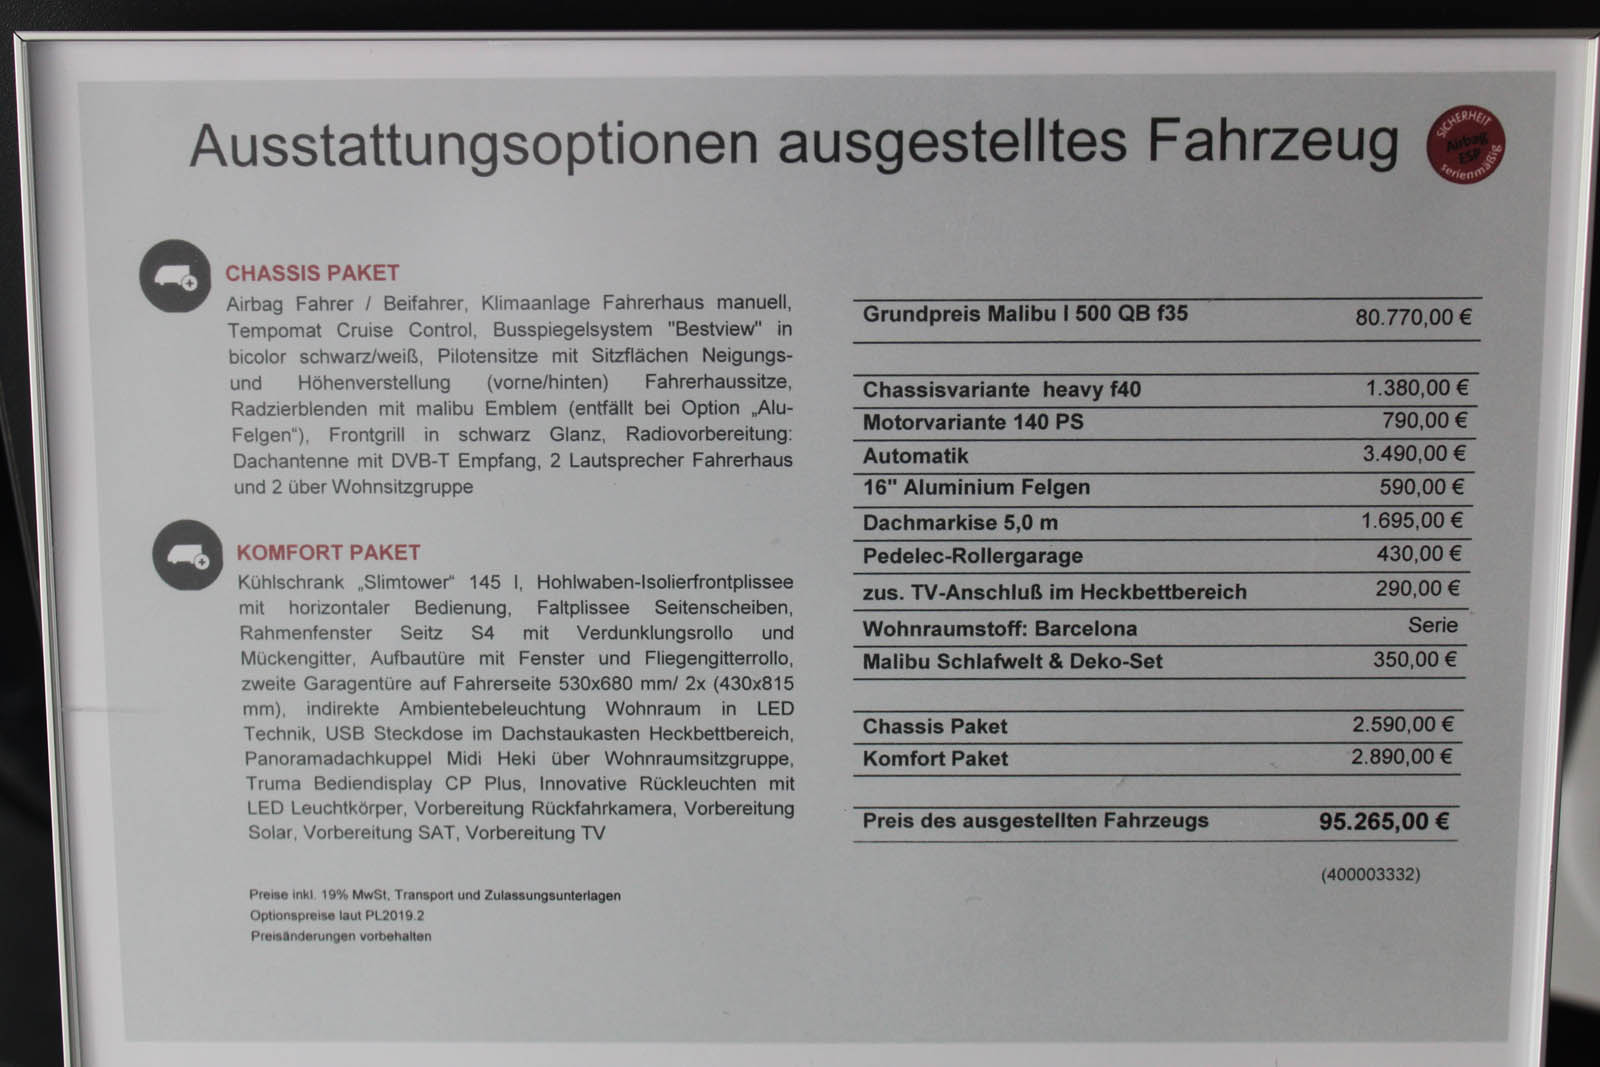 Ausstattungsoptionen ausgestelltes Fahrzeug
SICHERHEIT
Airbag
ESP
serienmäßig
CHASSIS PAKET
Airbag Fahrer / Beifahrer, Klimaanlage Fahrerhaus manuell,
Tempomat Cruise Control, Busspiegelsystem "Bestview" in
bicolor schwarz/weiß, Pilotensitze mit Sitzflächen Neigungs-
und Höhenverstellung (vorne/hinten) Fahrerhaussitze,
Radzierblenden mit malibu Emblem (entfällt bei Option „Alu-
Felgen“), Frontgrill in schwarz Glanz, Radiovorbereitung:
Dachantenne mit DVB-T Empfang, 2 Lautsprecher Fahrerhaus
und 2 über Wohnsitzgruppe
KOMFORT PAKET
Kühlschrank „Slimtower“ 145 l, Hohlwaben-Isolierfrontplissee
mit horizontaler Bedienung, Faltplissee Seitenscheiben,
Rahmenfenster Seitz S4 mit Verdunklungsrollo und
Mückengitter, Aufbautüre mit Fenster und Fliegengitterrollo,
zweite Garagentüre auf Fahrerseite 530x680 mm/ 2x (430x815
mm), indirekte Ambientebeleuchtung Wohnraum in LED
Technik, USB Steckdose im Dachstaukasten Heckbettbereich,
Panoramadachkuppel Midi Heki über Wohnraumsitzgruppe,
Truma Bediendisplay CP Plus, Innovative Rückleuchten mit
LED Leuchtkörper, Vorbereitung Rückfahrkamera, Vorbereitung
Solar, Vorbereitung SAT, Vorbereitung TV
Preise inkl. 19% MwSt, Transport und Zulassungsunterlagen
Optionspreise laut PL2019.2
Preisänderungen vorbehalten
Grundpreis Malibu I 500 QB f35 80.770,00 €
Chassisvariante heavy f40 1.380,00 €
Motorvariante 140 PS 790,00 €
Automatik 3.490,00 €
16" Aluminium Felgen 590,00 €
Dachmarkise 5,0 m 1.695,00 €
Pedelec-Rollergarage 430,00 €
zus. TV-Anschluß im Heckbettbereich 290,00 €
Wohnraumstoff: Barcelona Serie
Malibu Schlafwelt & Deko-Set 350,00 €
Chassis Paket 2.590,00 €
Komfort Paket 2.890,00 €
Preis des ausgestellten Fahrzeugs 95.265,00 €
(400003332)